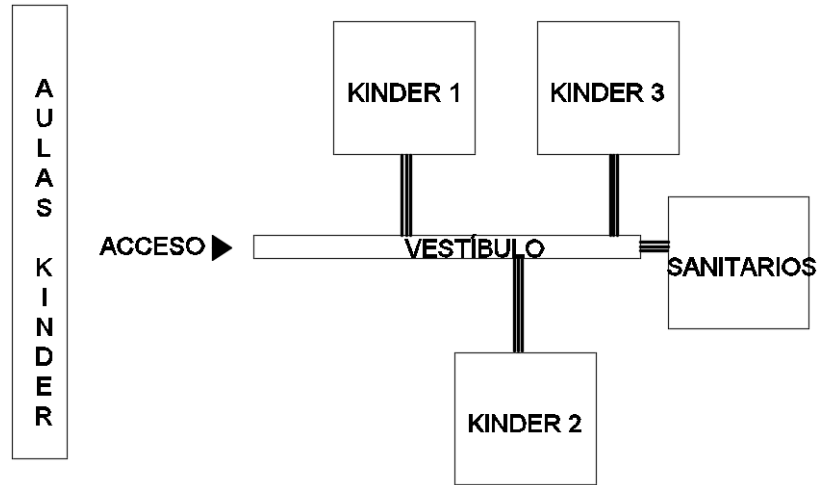 AULAS KINDER
KINDER 1
KINDER 3
ACCESO
VESTÍBULO
SANITARIOS
KINDER 2